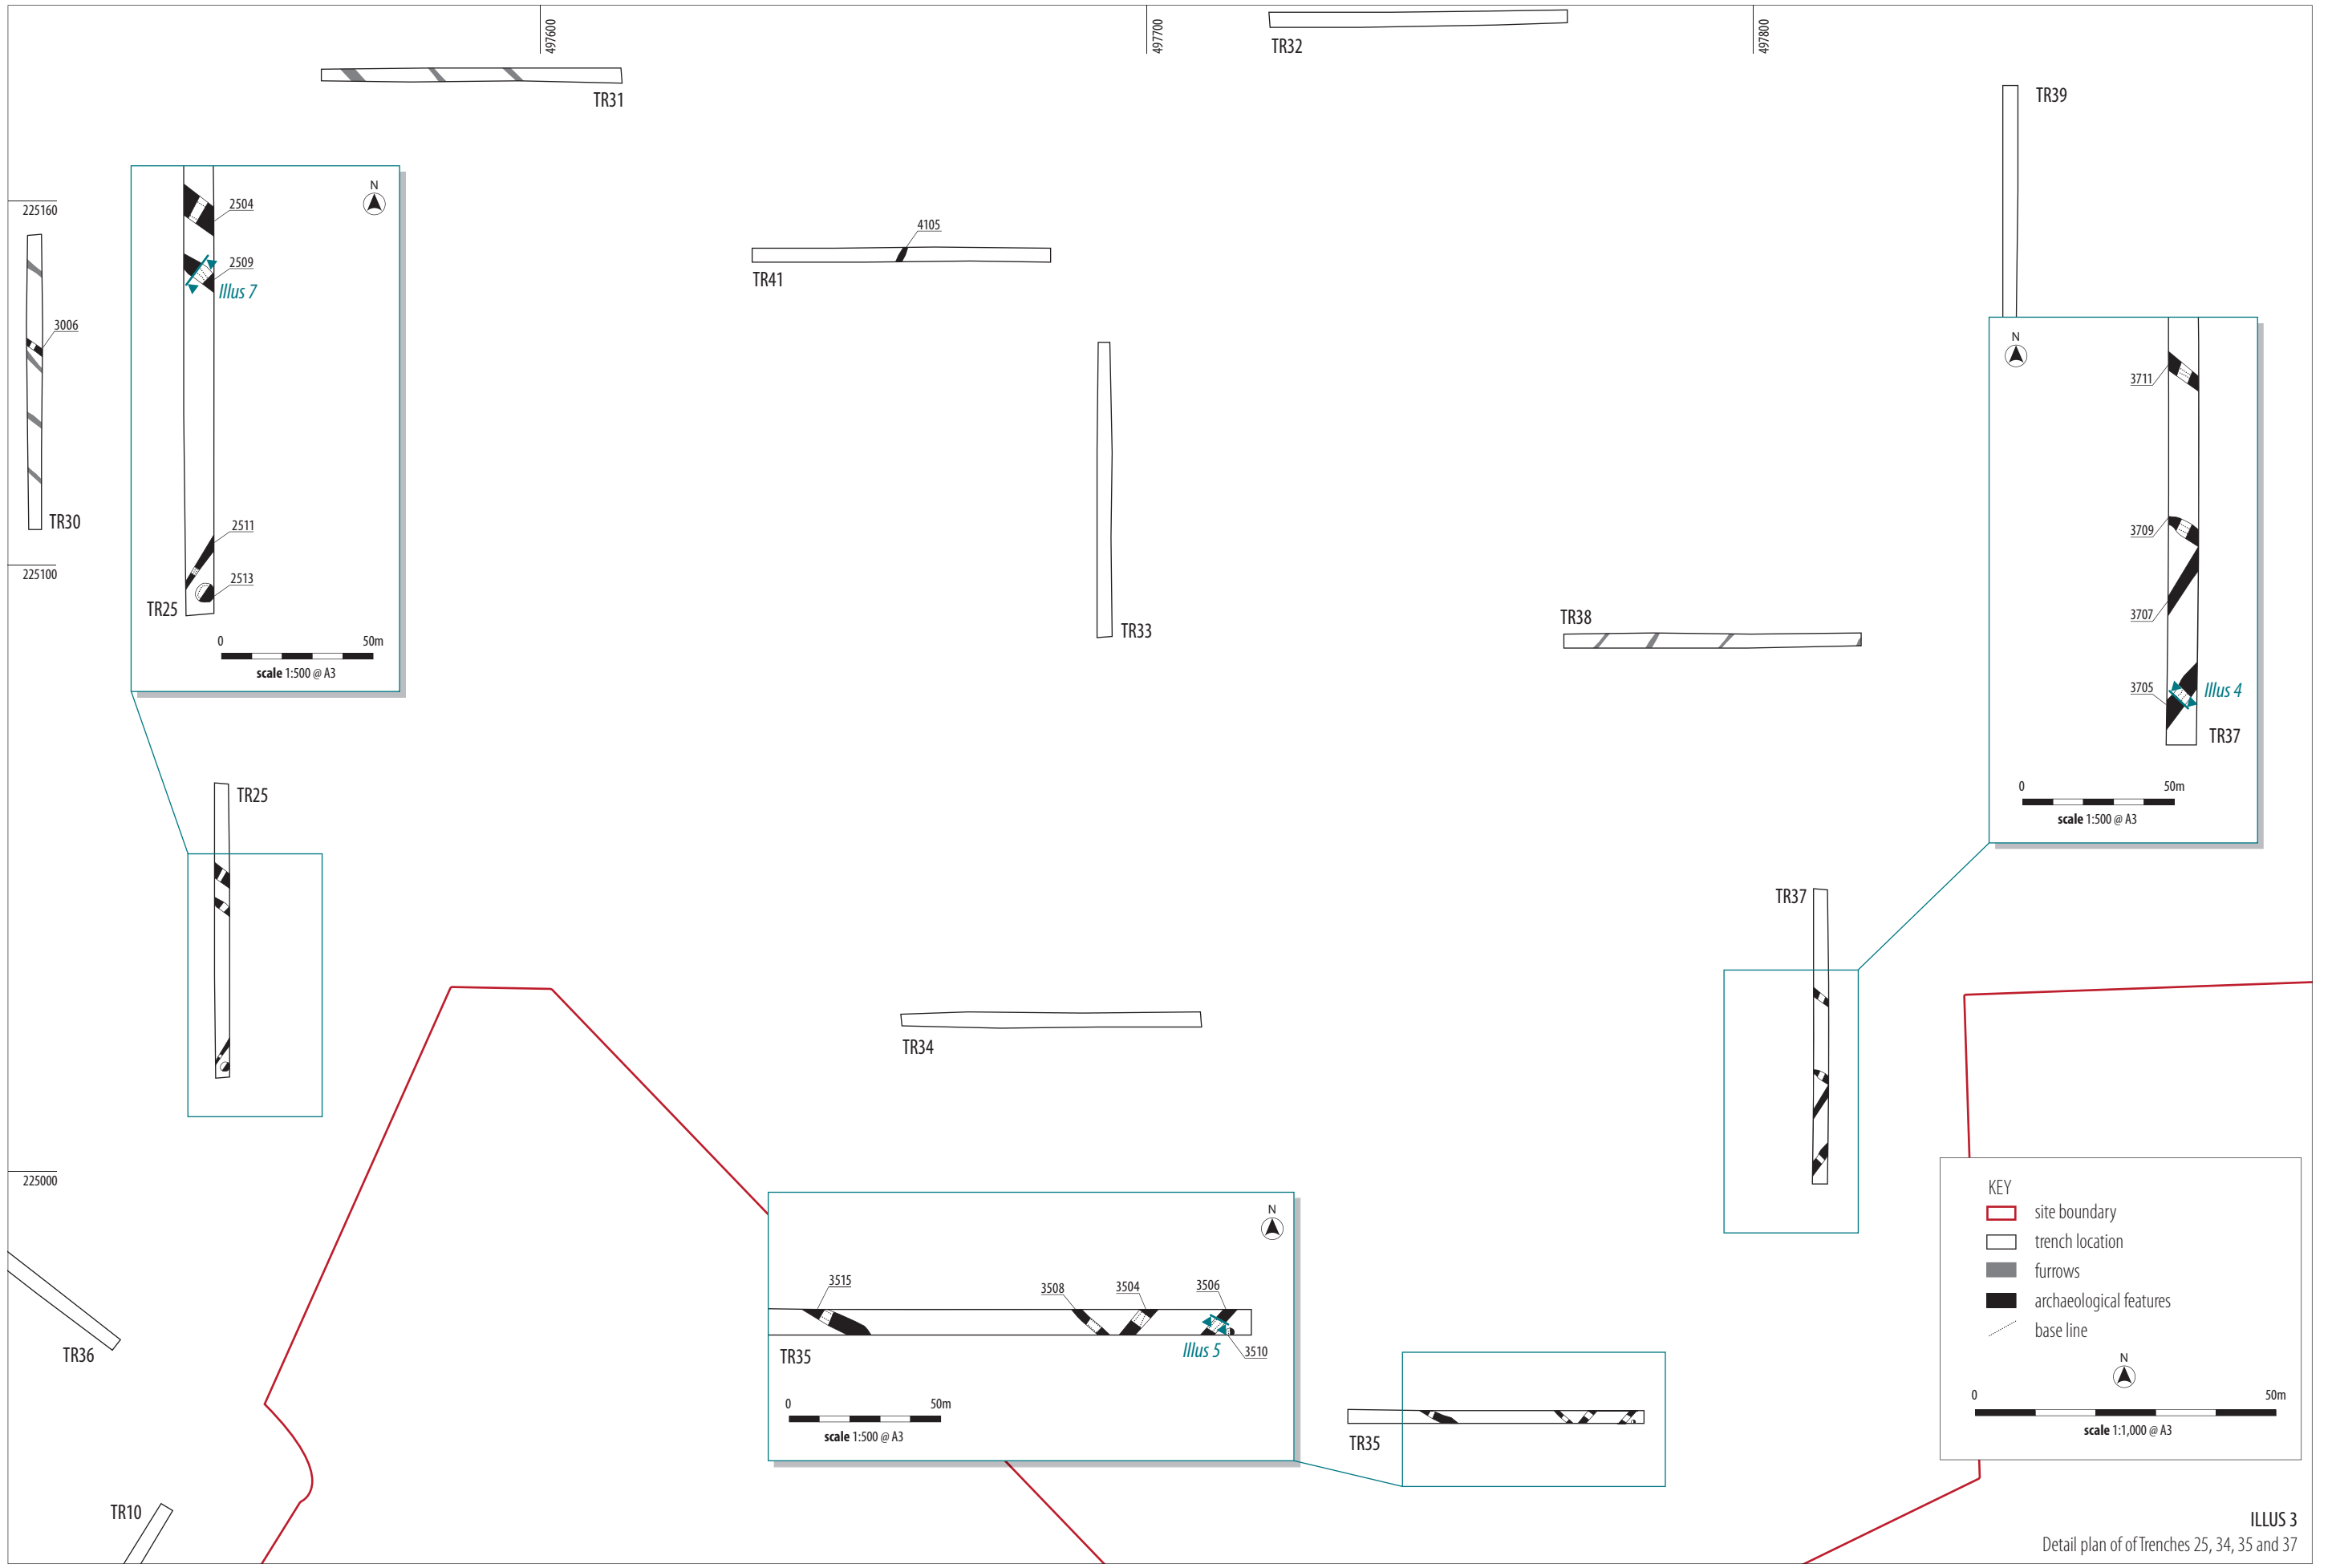 497600
497700
497800
TR32
TR31
TR39
225160
N
2504
2509
Illus 7
2511
2513
TR25
0
50m
scale 1:500 @ A3
3006
TR30
4105
TR41
TR33
225100
TR38
N
3711
3709
3707
3705
Illus 4
TR37
0
50m
scale 1:500 @ A3
TR25
TR37
TR34
225000
TR36
TR10
N
3515
3508
3504
3506
3510
Illus 5
TR35
0
50m
scale 1:500 @ A3
TR35
KEY
site boundary
trench location
furrows
archaeological features
base line
N
0
50m
scale 1:1,000 @ A3
ILLUS 3
Detail plan of of Trenches 25, 34, 35 and 37